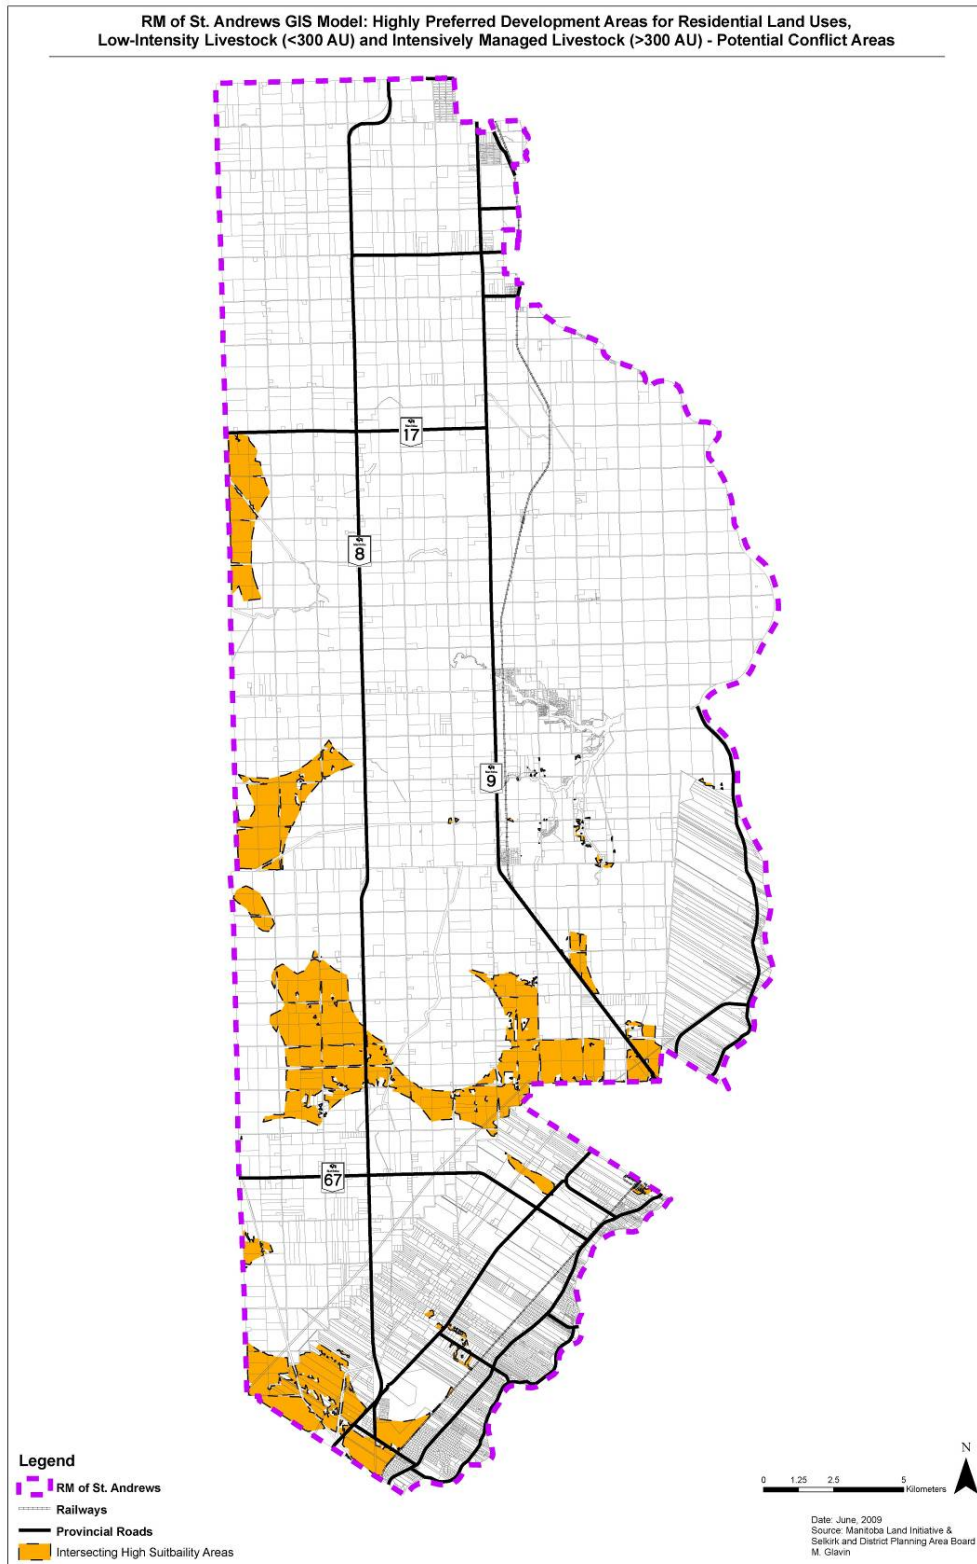 RM of St. Andrews GIS Model: Highly Preferred Development Areas for Residential Land Uses,
Low-Intensity Livestock (<300 AU) and Intensively Managed Livestock (>300 AU) - Potential Conflict Areas
17
8
9
67
Legend
RM of St. Andrews
Railways
Provincial Roads
Intersecting High Suitbaility Areas
N
0 1.25 2.5 5
Kilometers
Date: June, 2009
Source: Manitoba Land Initiative &
Selkirk and District Planning Area Board
M. Glavin